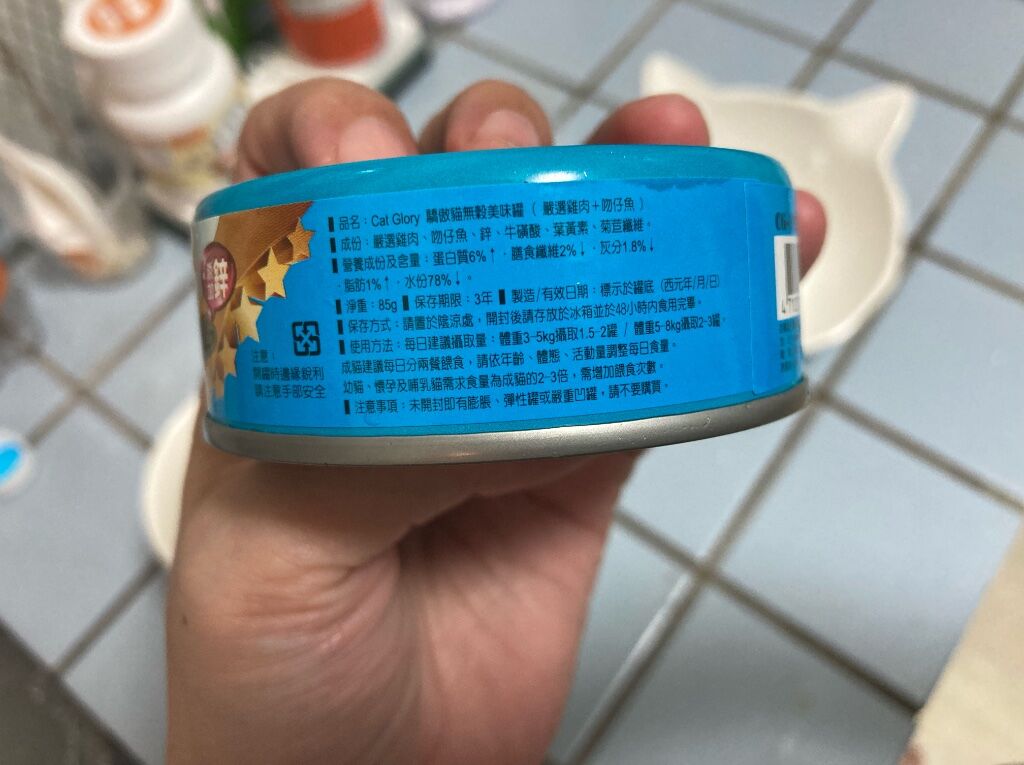 品名：Cat Glory 驕傲貓無穀美味罐（ 嚴選雞肉＋吻仔魚 ）
成份：嚴選雞肉、吻仔魚、鋅、牛磺酸、葉黃素、菊苣纖維。
營養成份及含量：蛋白質6%↑．膳食纖維2%↓．灰分1.8%↓
．脂肪1%↑．水份78%↓。
淨重：85g 保存期限：3年 製造/有效日期：標示於罐底（西元年/月/日）
保存方式：請置於陰涼處，開封後請存放於冰箱並於48小時內食用完畢。
使用方法：每日建議攝取量：體重3-5kg攝取1.5-2罐 / 體重5-8kg攝取2-3罐。
成貓建議每日分兩餐餵食，請依年齡、體態、活動量調整每日食量。
幼貓、懷孕及哺乳貓需求食量為成貓的2-3倍，需增加餵食次數。
注意事項：未開封即有膨脹、彈性罐或嚴重凹罐，請不要購買。
注意：
開罐時邊緣銳利
請注意手部安全
鋅